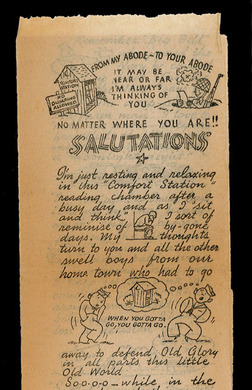 FROM MY ABODE~TO YOUR ABODE
IT MAY BE
NEAR OR FAR
I'M ALWAYS
THINKING OF
YOU
NO MATTER WHERE YOU ARE!!
SALUTATIONS
I'm just resting and relaxing
in this "Comfort Station"
reading chamber after a
busy day and as I sit
and think I sort of
reminise of by-gone
days. My thoughts
turn to you and all the other
swell boys from our
home town who had to go
WHEN YOU GOTTA
GO, YOU GOTTA GO.
away to defend Old Glory
in all parts this little
Old World
So-o-o-o—while, in the